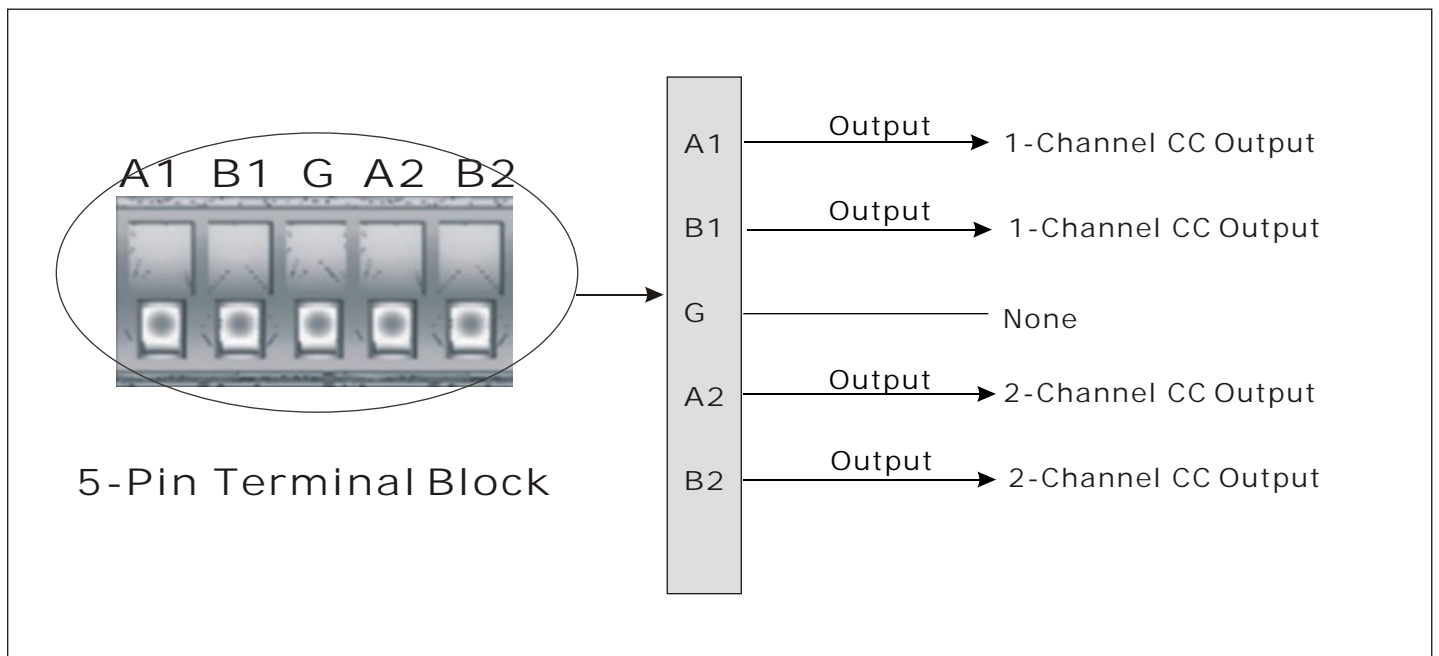 A1 B1 G A2 B2
5-Pin Terminal Block
A1 Output 1-Channel CC Output
B1 Output 1-Channel CC Output
G None
A2 Output 2-Channel CC Output
B2 Output 2-Channel CC Output